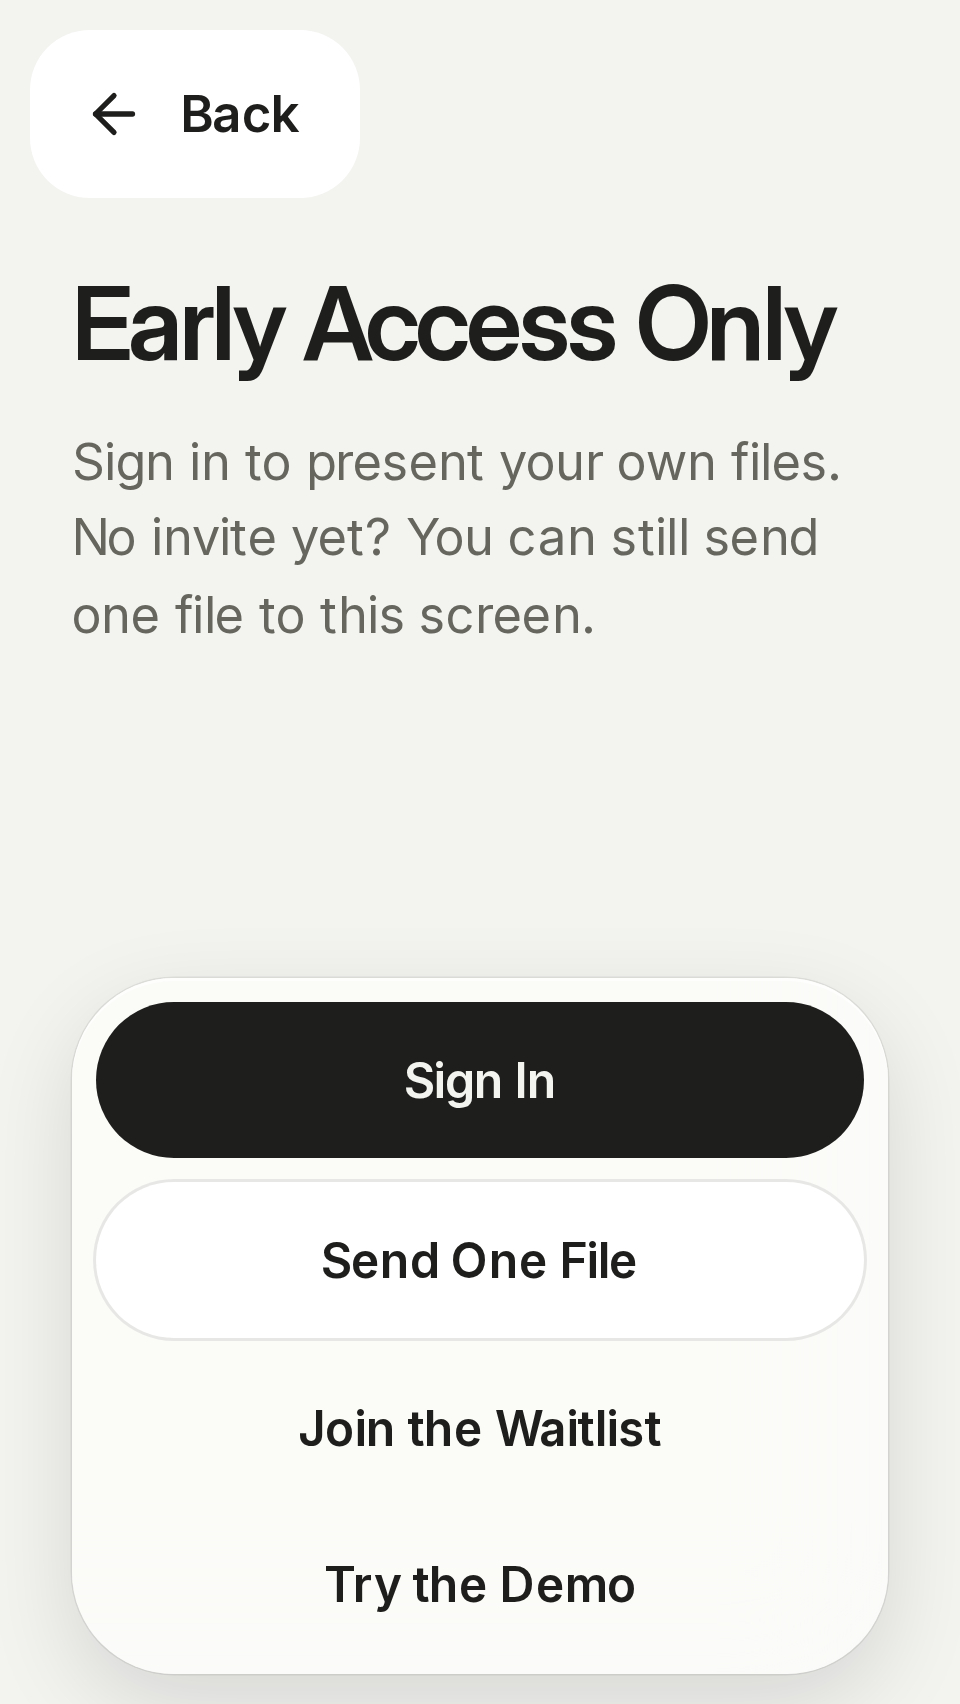 Back
Early Access Only
Sign in to present your own files.
No invite yet? You can still send
one file to this screen.
Sign In
Send One File
Join the Waitlist
Try the Demo